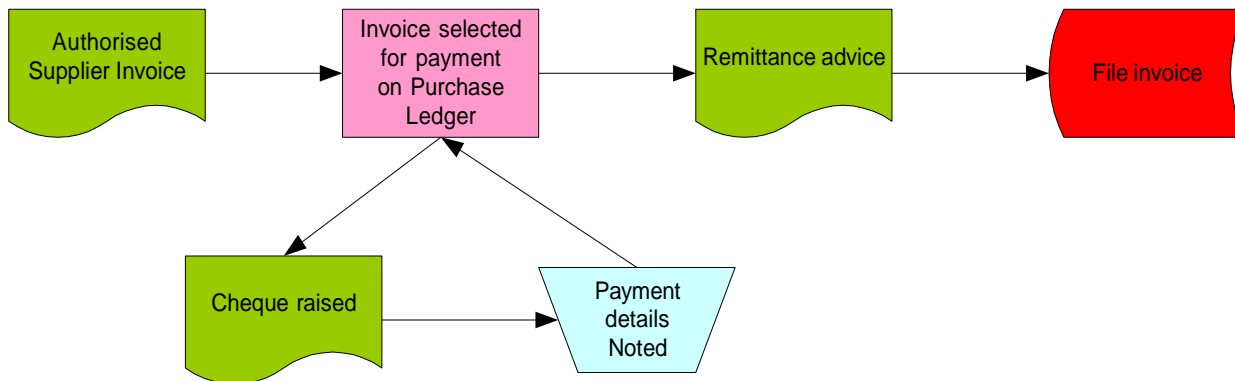 Authorised
Supplier Invoice
Invoice selected
for payment
on Purchase
Ledger
Remittance advice
File invoice
Cheque raised
Payment
details
Noted